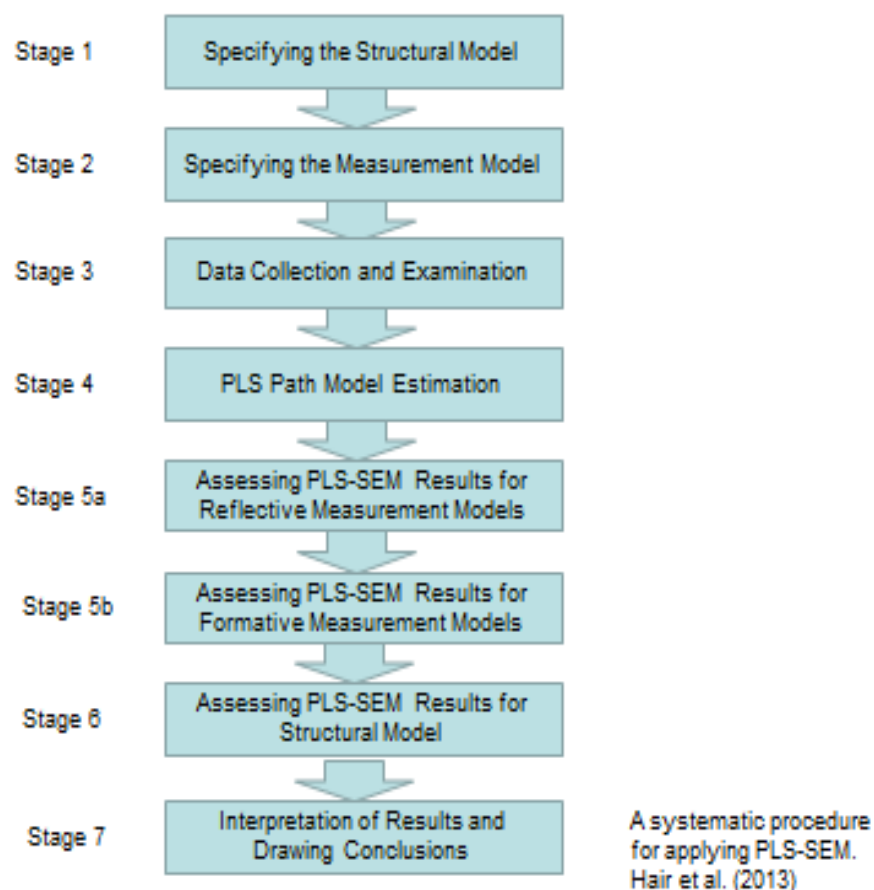 Stage 1
Specifying the Structural Model
Stage 2
Specifying the Measurement Model
Stage 3
Data Collection and Examination
Stage 4
PLS Path Model Estimation
Stage 5a
Assessing PLS-SEM Results for
Reflective Measurement Models
Stage 5b
Assessing PLS-SEM Results for
Formative Measurement Models
Stage 6
Assessing PLS-SEM Results for
Structural Model
Stage 7
Interpretation of Results and
Drawing Conclusions
A systematic procedure
for applying PLS-SEM.
Hair et al. (2013)